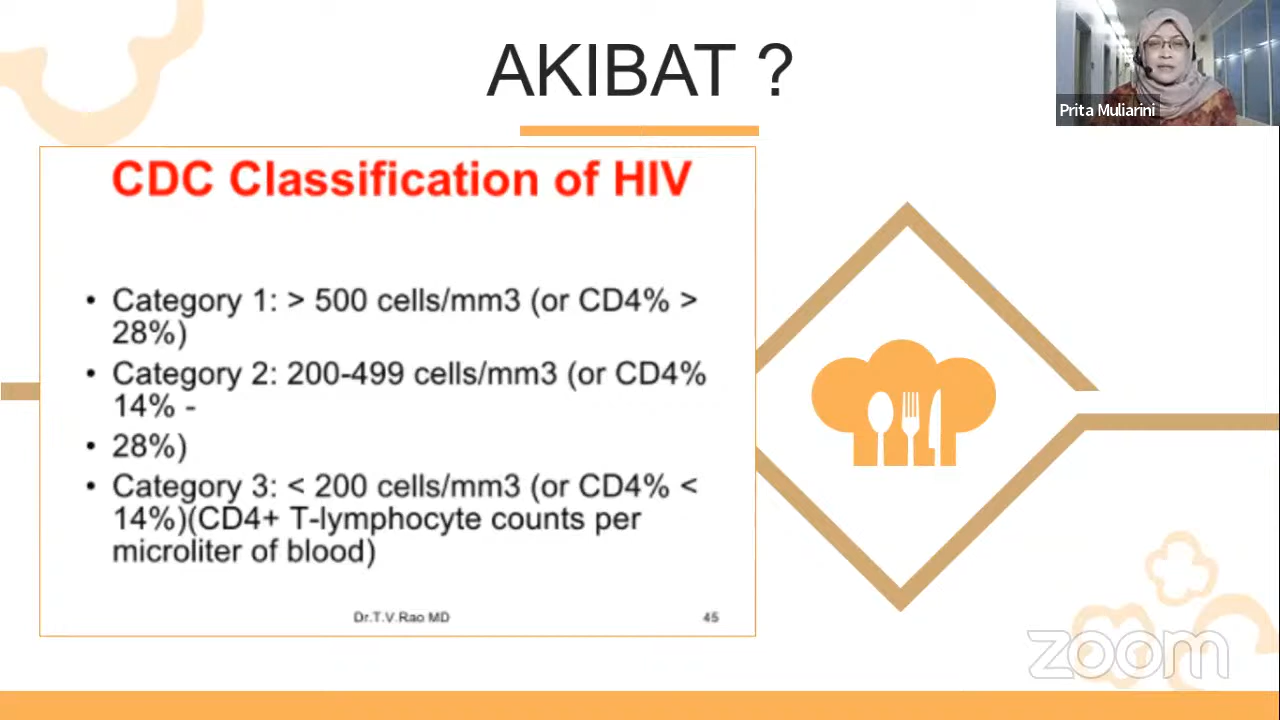 AKIBAT ?
Prita Muliarini
CDC Classification of HIV
• Category 1: > 500 cells/mm3 (or CD4% >
28%)
• Category 2: 200-499 cells/mm3 (or CD4%
14% -
• 28%)
• Category 3: < 200 cells/mm3 (or CD4% <
14%)(CD4+ T-lymphocyte counts per
microliter of blood)
Dr.T.V.Rao MD
45
zoom